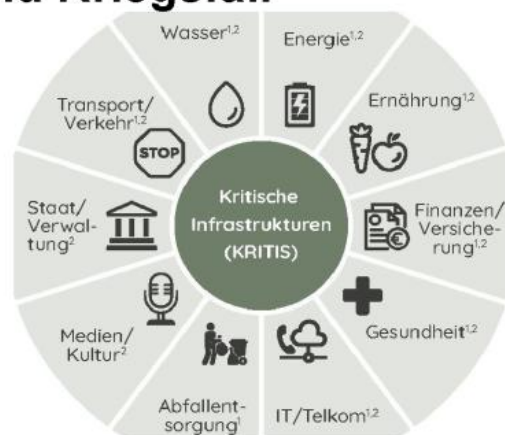 Kriegsfall
Wasser¹,²
Energie¹,²
Ernährung¹,²
Finanzen/
Versiche-
rung¹,²
Gesundheit¹,²
IT/Telkom¹,²
Abfallent-
sorgung¹
Medien/
Kultur²
Staat/
Verwal-
tung²
Transport/
Verkehr¹,²
STOP
Kritische
Infrastrukturen
(KRITIS)